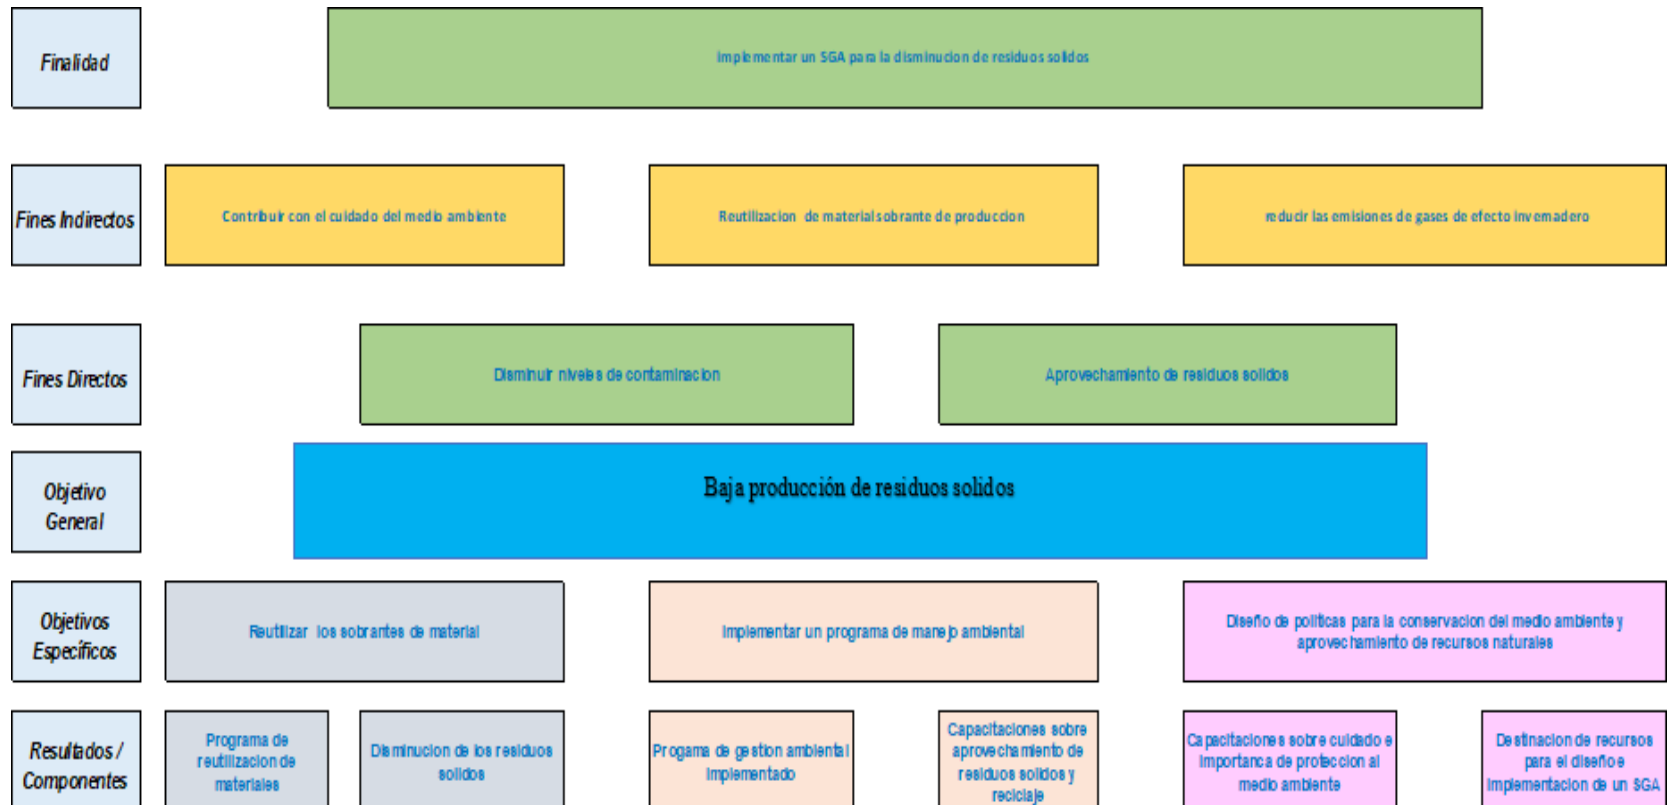 Finalidad
Implementar un SGA para la disminucion de residuos solidos
Fines Indirectos
Contribuir con el cuidado del medio ambiente
Reutilizacion de material sobrante de produccion
reducir las emisiones de gases de efecto invernadero
Fines Directos
Disminuir niveles de contaminacion
Aprovechamiento de residuos solidos
Objetivo
General
Baja producción de residuos solidos
Objetivos
Específicos
Reutilizar los sobrantes de material
Implementar un programa de manejo ambiental
Diseño de politicas para la conservacion del medio ambiente y
aprovechamiento de recursos naturales
Resultados /
Componentes
Programa de
reutilizacion de
materiales
Disminucion de los residuos
solidos
Progama de gestion ambiental
implementado
Capacitaciones sobre
aprovechamiento de
residuos solidos y
reciclaje
Capacitaciones sobre cuidado e
importanca de proteccion al
medio ambiente
Destinacion de recursos
para el diseño e
implementacion de un SGA